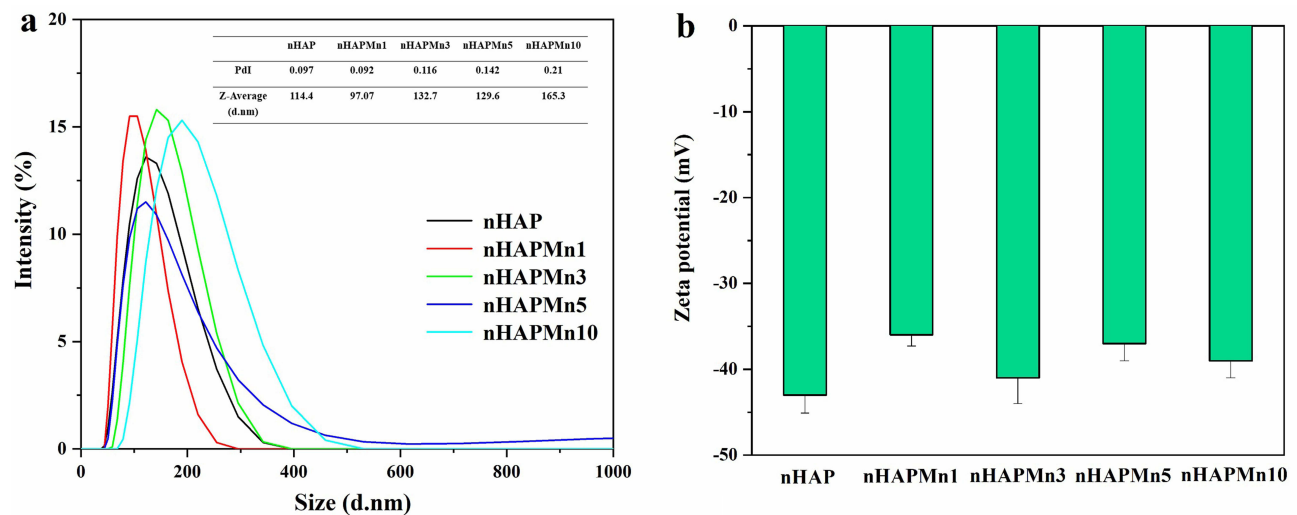 a
20
15
10
5
0
Intensity (%)
nHAP nHAPMn1 nHAPMn3 nHAPMn5 nHAPMn10
PdI 0.097 0.092 0.116 0.142 0.21
Z-Average 114.4 97.07 132.7 129.6 165.3
(d.nm)
nHAP
nHAPMn1
nHAPMn3
nHAPMn5
nHAPMn10
0 200 400 600 800 1000
Size (d.nm)
b
0
-10
-20
-30
-40
-50
Zeta potential (mV)
nHAP nHAPMn1 nHAPMn3 nHAPMn5 nHAPMn10